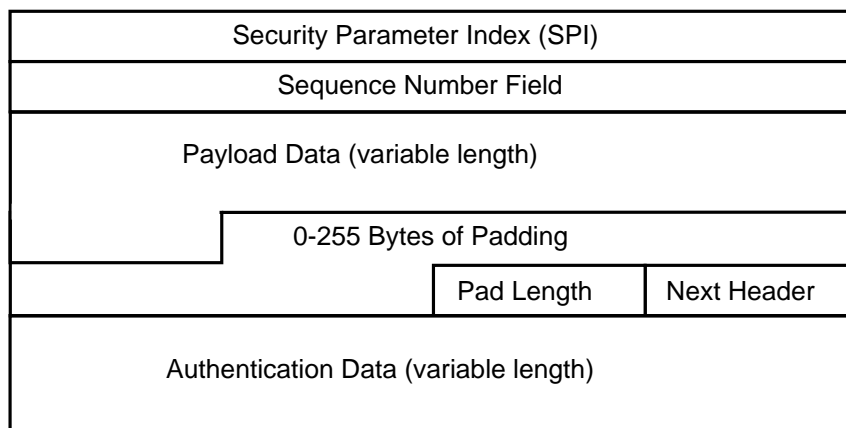 Security Parameter Index (SPI)
Sequence Number Field
Payload Data (variable length)
0-255 Bytes of Padding
Pad Length
Next Header
Authentication Data (variable length)